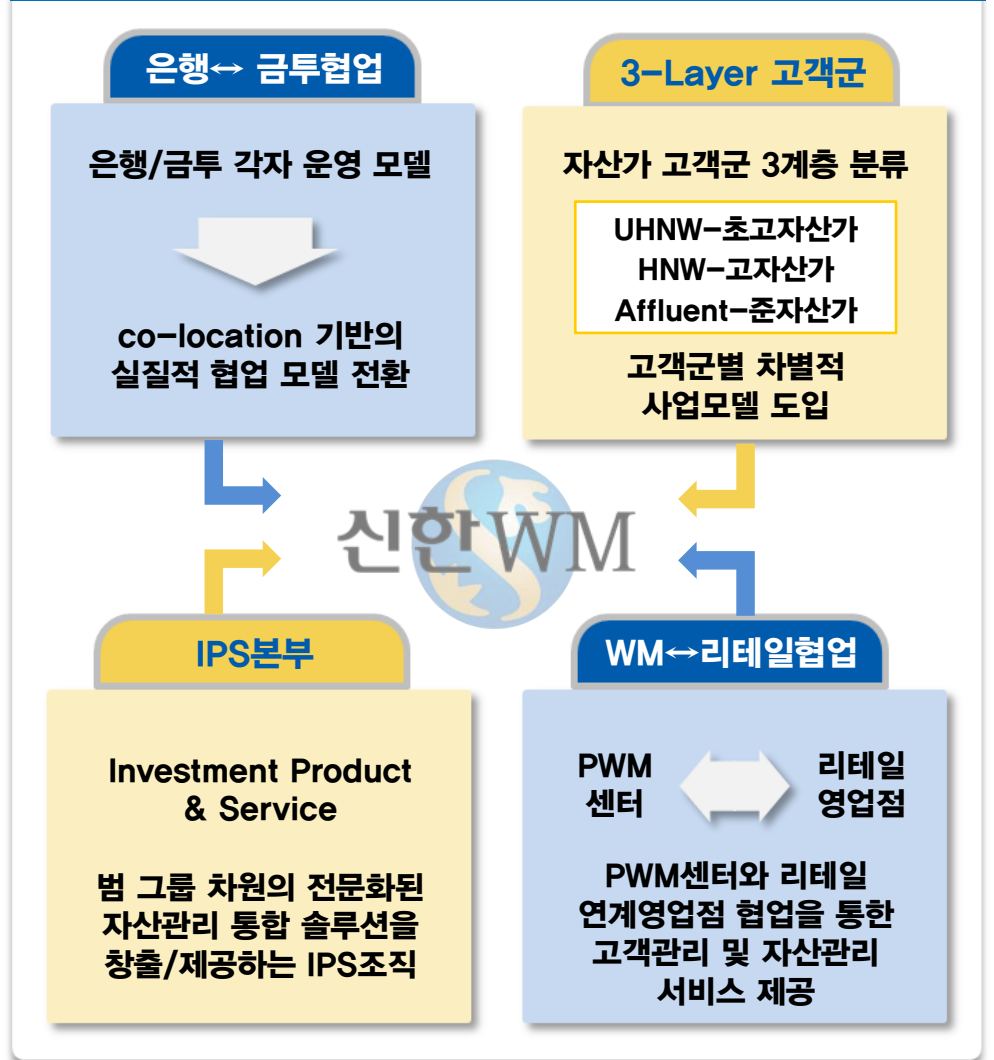 은행↔ 금투협업
은행/금투 각자 운영 모델
co-location 기반의
실질적 협업 모델 전환
3-Layer 고객군
자산가 고객군 3계층 분류
UHNW-초고자산가
HNW-고자산가
Affluent-준자산가
고객군별 차별적
사업모델 도입
신한WM
IPS본부
Investment Product
& Service
범 그룹 차원의 전문화된
자산관리 통합 솔루션을
창출/제공하는 IPS조직
WM↔리테일협업
PWM
센터
리테일
영업점
PWM센터와 리테일
연계영업점 협업을 통한
고객관리 및 자산관리
서비스 제공